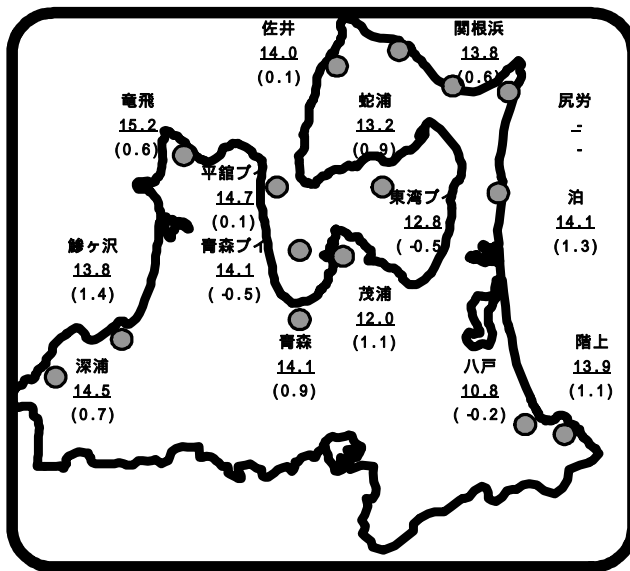 佐井
14.0
(0.1)
関根浜
13.8
(0.6)
竜飛
15.2
(0.6)
蛇浦
13.2
(0.9)
尻労
-
-
平舘ブイ
14.7
(0.1)
東湾ブイ
12.8
( -0.5
泊
14.1
(1.3)
鰺ヶ沢
13.8
(1.4)
青森ブイ
14.1
( -0.5)
茂浦
12.0
(1.1)
深浦
14.5
(0.7)
青森
14.1
(0.9)
八戸
10.8
( -0.2)
階上
13.9
(1.1)